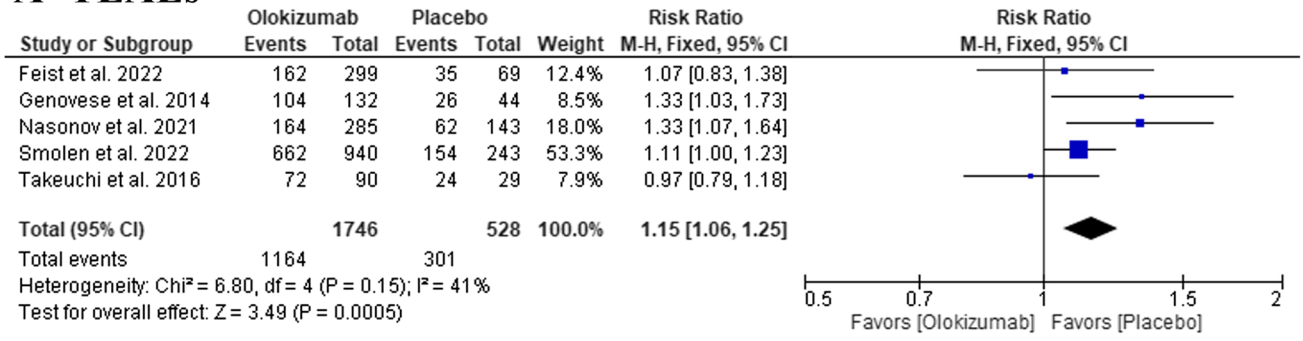 Olokizumab Placebo Risk Ratio Risk Ratio
Study or Subgroup Events Total Events Total Weight M-H, Fixed, 95% CI M-H, Fixed, 95% CI
Feist et al. 2022 162 299 35 69 12.4% 1.07 [0.83, 1.38]
Genovese et al. 2014 104 132 26 44 8.5% 1.33 [1.03, 1.73]
Nasonov et al. 2021 164 285 62 143 18.0% 1.33 [1.07, 1.64]
Smolen et al. 2022 662 940 154 243 53.3% 1.11 [1.00, 1.23]
Takeuchi et al. 2016 72 90 24 29 7.9% 0.97 [0.79, 1.18]
Total (95% CI) 1746 528 100.0% 1.15 [1.06, 1.25]
Total events 1164 301
Heterogeneity: Chi² = 6.80, df = 4 (P = 0.15); I² = 41%
Test for overall effect: Z = 3.49 (P = 0.0005)
0.5 0.7 1 1.5 2
Favors [Olokizumab] Favors [Placebo]